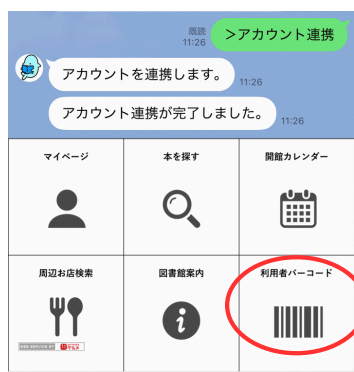 既読
11:26
>アカウント連携
アカウントを連携します。
11:26
アカウント連携が完了しました。
11:26
マイページ
本を探す
開館カレンダー
周辺お店検索
図書館案内
利用者バーコード
WEB SERVICE BY